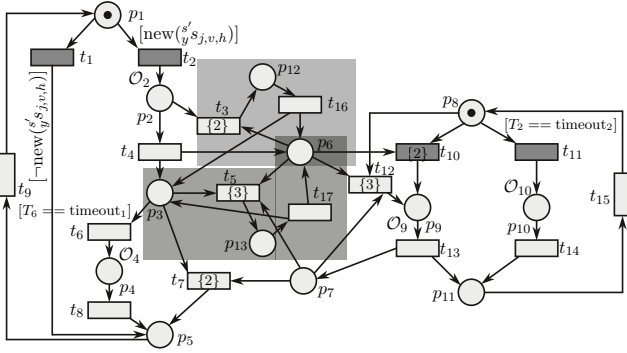 p₁
[new(ₛ′ʸ s_{j,v,h})]
t₁
t₂
𝒪₂
p₁₂
t₃
{2}
t₁₆
p₂
p₈
[T₂ == timeout₂]
[¬new(ₛ′ʸ s_{j,v,h})]
t₄
p₆
[2]
t₁₀
t₁₁
t₉
t₅
{3}
t₁₂
{3}
t₁₅
[T₆ == timeout₁]
p₃
t₁₇
𝒪₉
p₉
𝒪₁₀
p₁₀
t₆
𝒪₄
p₁₃
t₁₃
t₁₄
p₄
t₇
{2}
p₇
p₁₁
t₈
p₅